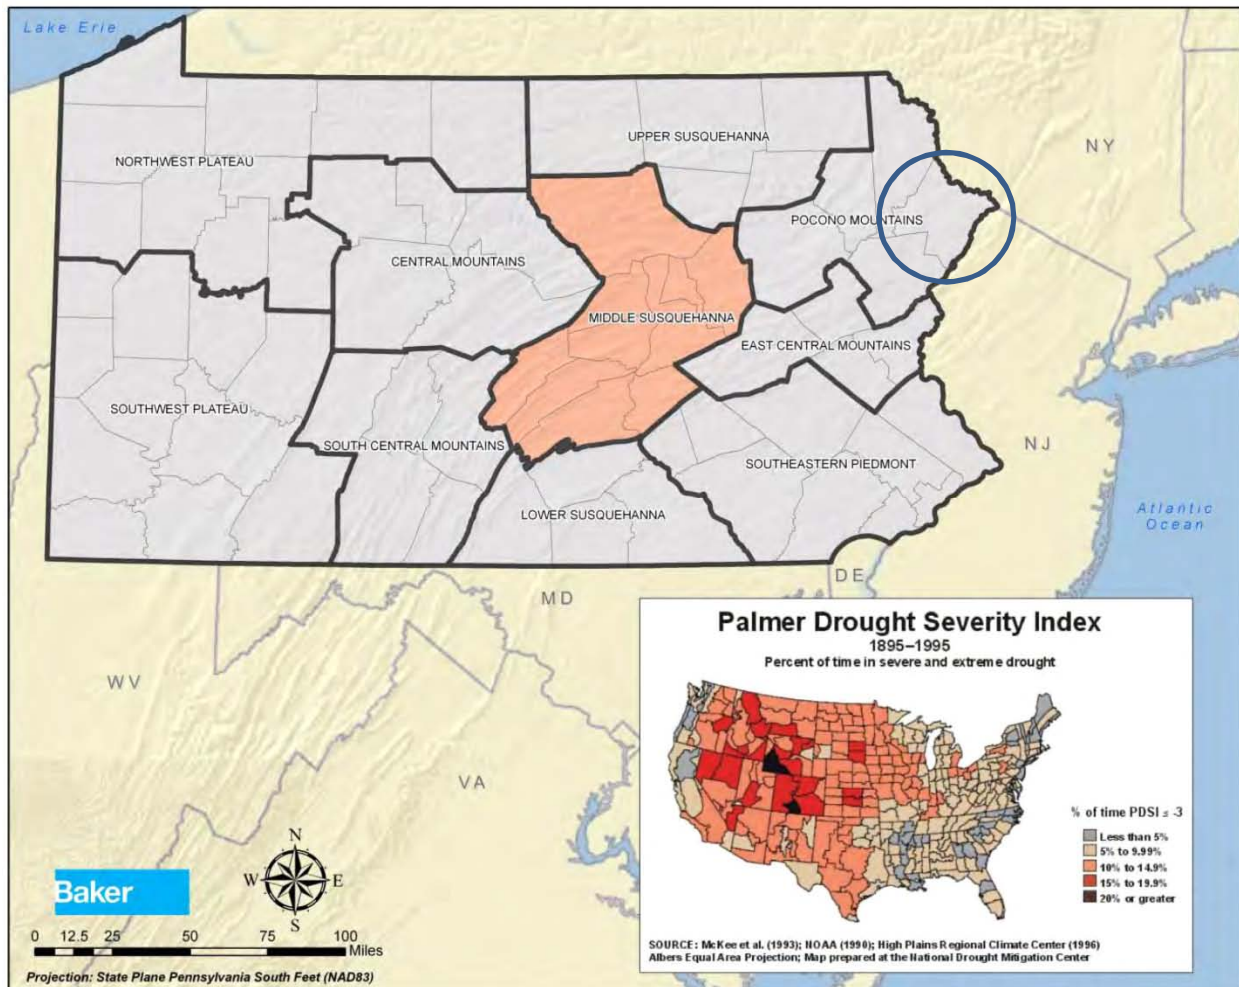 Lake Erie
NY
UPPER SUSQUEHANNA
NORTHWEST PLATEAU
POCONO MOUNTAINS
CENTRAL MOUNTAINS
MIDDLE SUSQUEHANNA
EAST CENTRAL MOUNTAINS
SOUTHWEST PLATEAU
SOUTH CENTRAL MOUNTAINS
NJ
SOUTHEASTERN PIEDMONT
LOWER SUSQUEHANNA
Atlantic
Ocean
DE
MD
WV
VA
Palmer Drought Severity Index
1895–1995
Percent of time in severe and extreme drought
% of time PDSI ≤ -3
Less than 5%
5% to 9.99%
10% to 14.9%
15% to 19.9%
20% or greater
SOURCE: McKee et al. (1993); NOAA (1990); High Plains Regional Climate Center (1996)
Albers Equal Area Projection; Map prepared at the National Drought Mitigation Center
N
W E
S
Baker
0 12.5 25 50 75 100
Miles
Projection: State Plane Pennsylvania South Feet (NAD83)